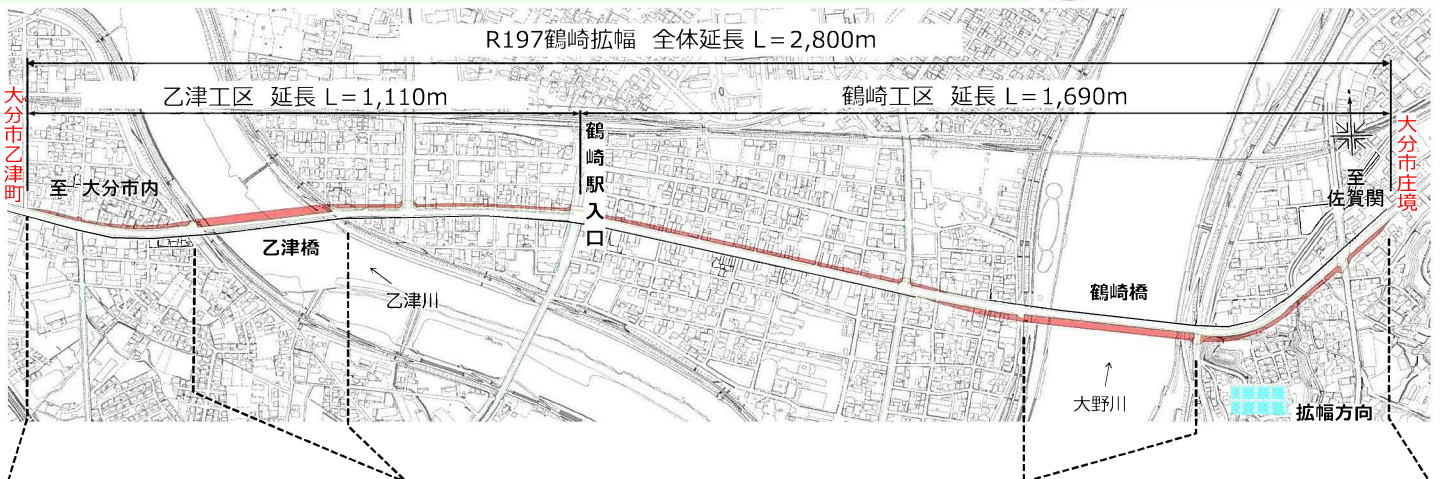 R197鶴崎拡幅 全体延長 L=2,800m
乙津工区 延長 L=1,110m
鶴崎工区 延長 L=1,690m
大分市乙津町
至 大分市内
乙津橋
乙津川
鶴崎駅入口
鶴崎橋
大野川
至
佐賀関
大分市庄境
拡幅方向